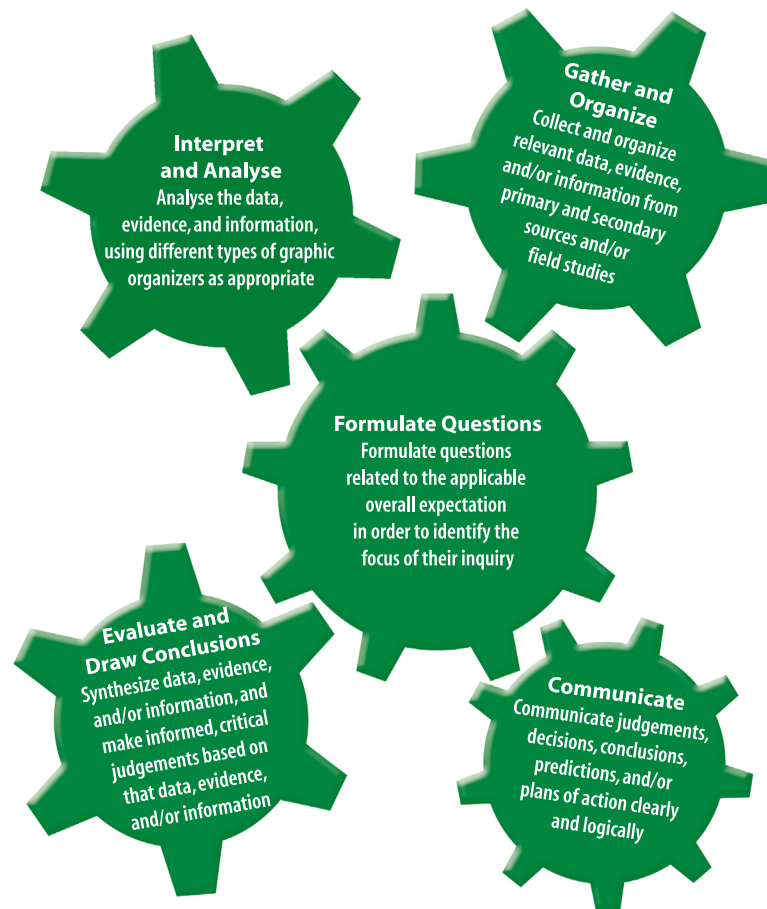 Interpret
and Analyse
Analyse the data,
evidence, and information,
using different types of graphic
organizers as appropriate
Gather and
Organize
Collect and organize
relevant data, evidence,
and/or information from
primary and secondary
sources and/or
field studies
Formulate Questions
Formulate questions
related to the applicable
overall expectation
in order to identify the
focus of their inquiry
Evaluate and
Draw Conclusions
Synthesize data, evidence,
and/or information, and
make informed, critical
judgements based on
that data, evidence,
and/or information
Communicate
Communicate judgements,
decisions, conclusions,
predictions, and/or
plans of action clearly
and logically